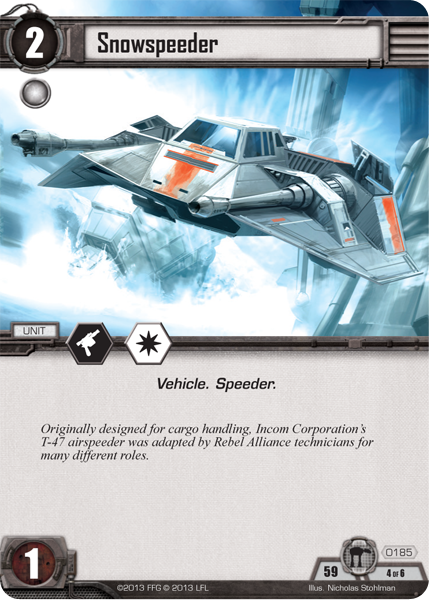 2
Snowspeeder
UNIT
Vehicle. Speeder.
Originally designed for cargo handling, Incom Corporation's
T-47 airspeeder was adapted by Rebel Alliance technicians for
many different roles.
1
0185
59
4 OF 6
©2013 FFG © 2013 LFL
Illus. Nicholas Stohlman